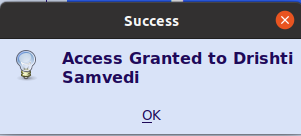 Success
Access Granted to Drishti
Samvedi
OK